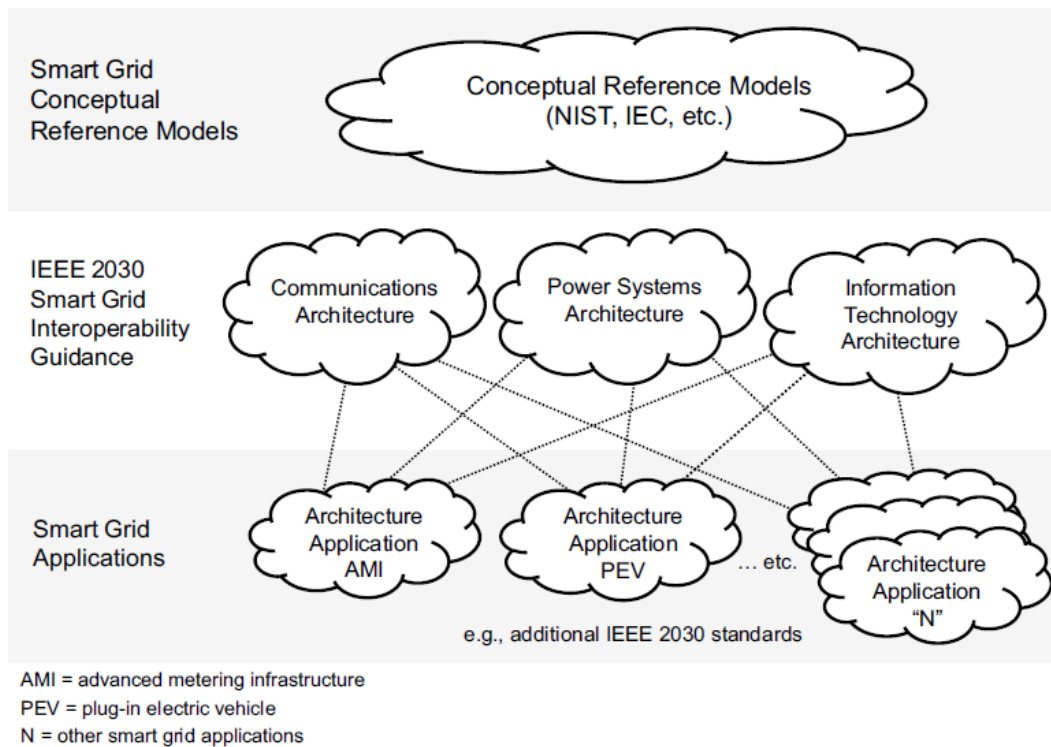 Smart Grid
Conceptual
Reference Models
Conceptual Reference Models
(NIST, IEC, etc.)
IEEE 2030
Smart Grid
Interoperability
Guidance
Communications
Architecture
Power Systems
Architecture
Information
Technology
Architecture
Smart Grid
Applications
Architecture
Application
AMI
Architecture
Application
PEV
... etc.
Architecture
Application
“N”
e.g., additional IEEE 2030 standards
AMI = advanced metering infrastructure
PEV = plug-in electric vehicle
N = other smart grid applications